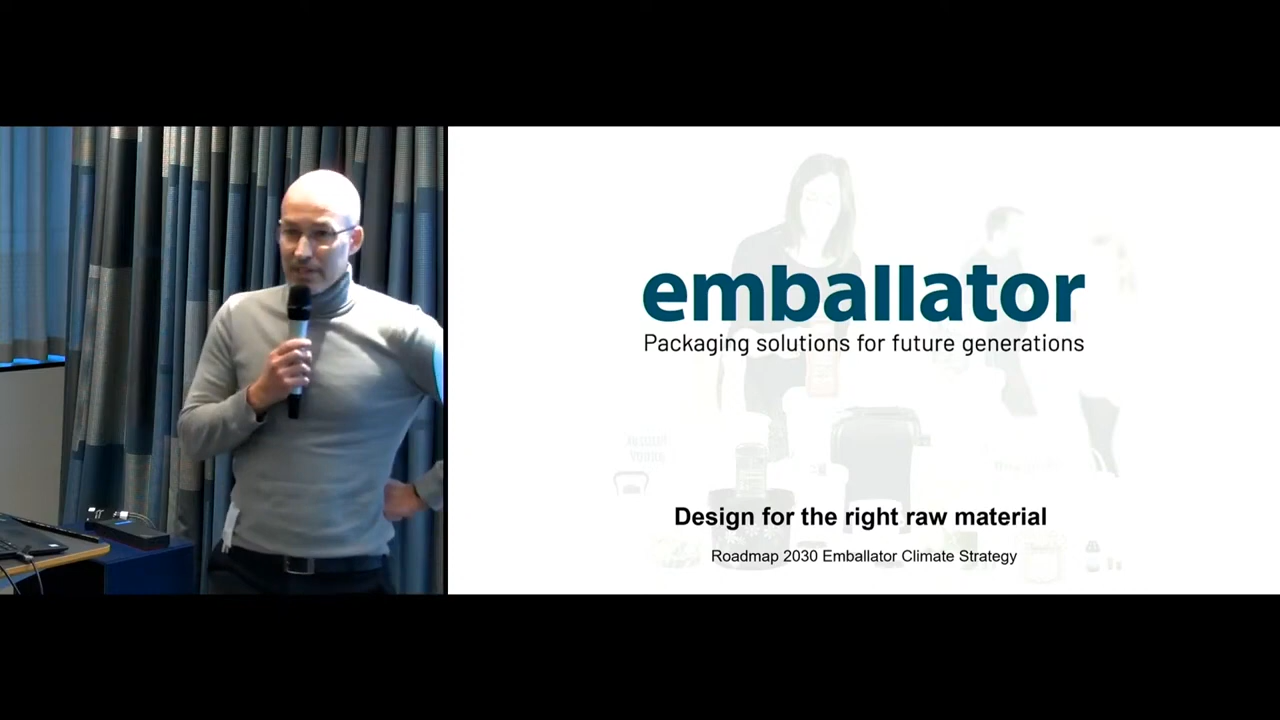 emballator
Packaging solutions for future generations
Design for the right raw material
Roadmap 2030 Emballator Climate Strategy